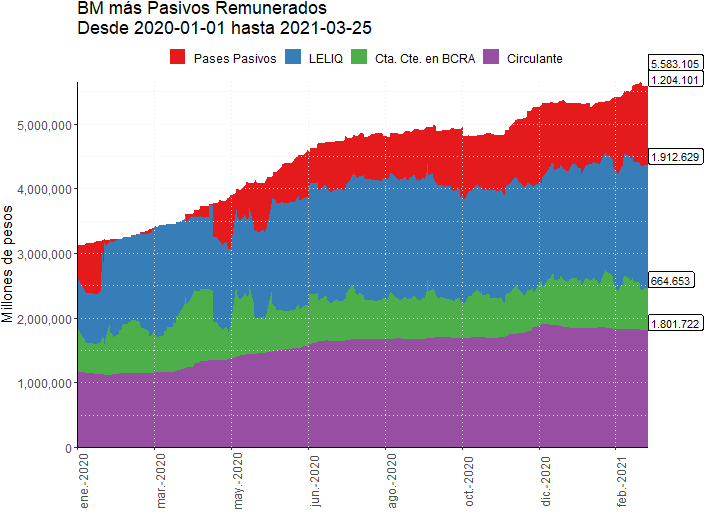 BM más Pasivos Remunerados
Desde 2020-01-01 hasta 2021-03-25
Pases Pasivos LELIQ Cta. Cte. en BCRA Circulante
5.583.105
1.204.101
1.912.629
664.653
1.801.722
Millones de pesos
5,000,000
4,000,000
3,000,000
2,000,000
1,000,000
0
ene.-2020
mar.-2020
may.-2020
jun.-2020
ago.-2020
oct.-2020
dic.-2020
feb.-2021